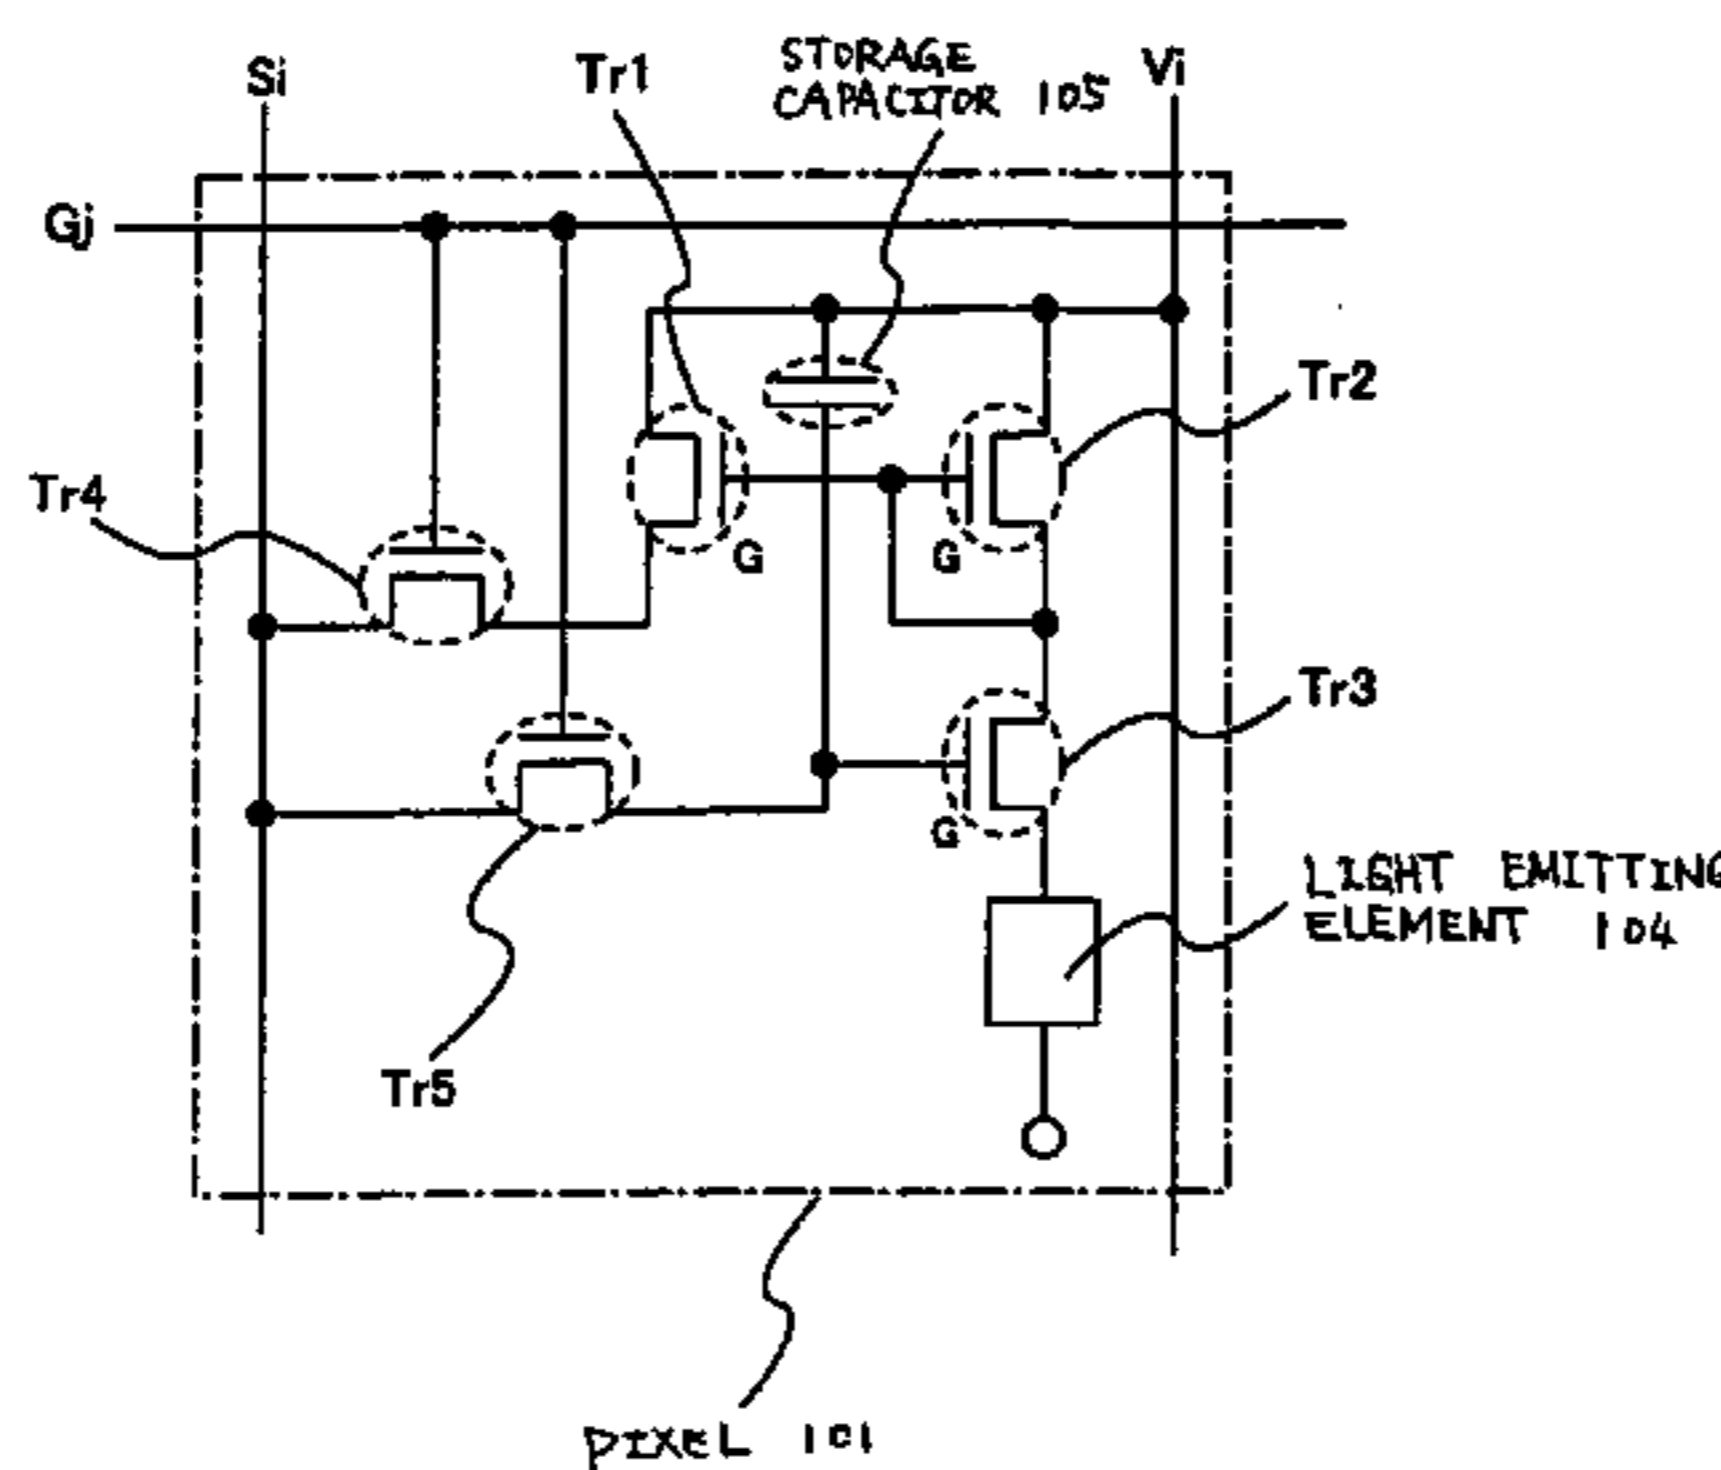 Si
Tr1
STORAGE
CAPACITOR 105
Vi
Gj
Tr2
Tr4
G
G
Tr3
G
LIGHT EMITTING
ELEMENT 104
Tr5
PIXEL 101